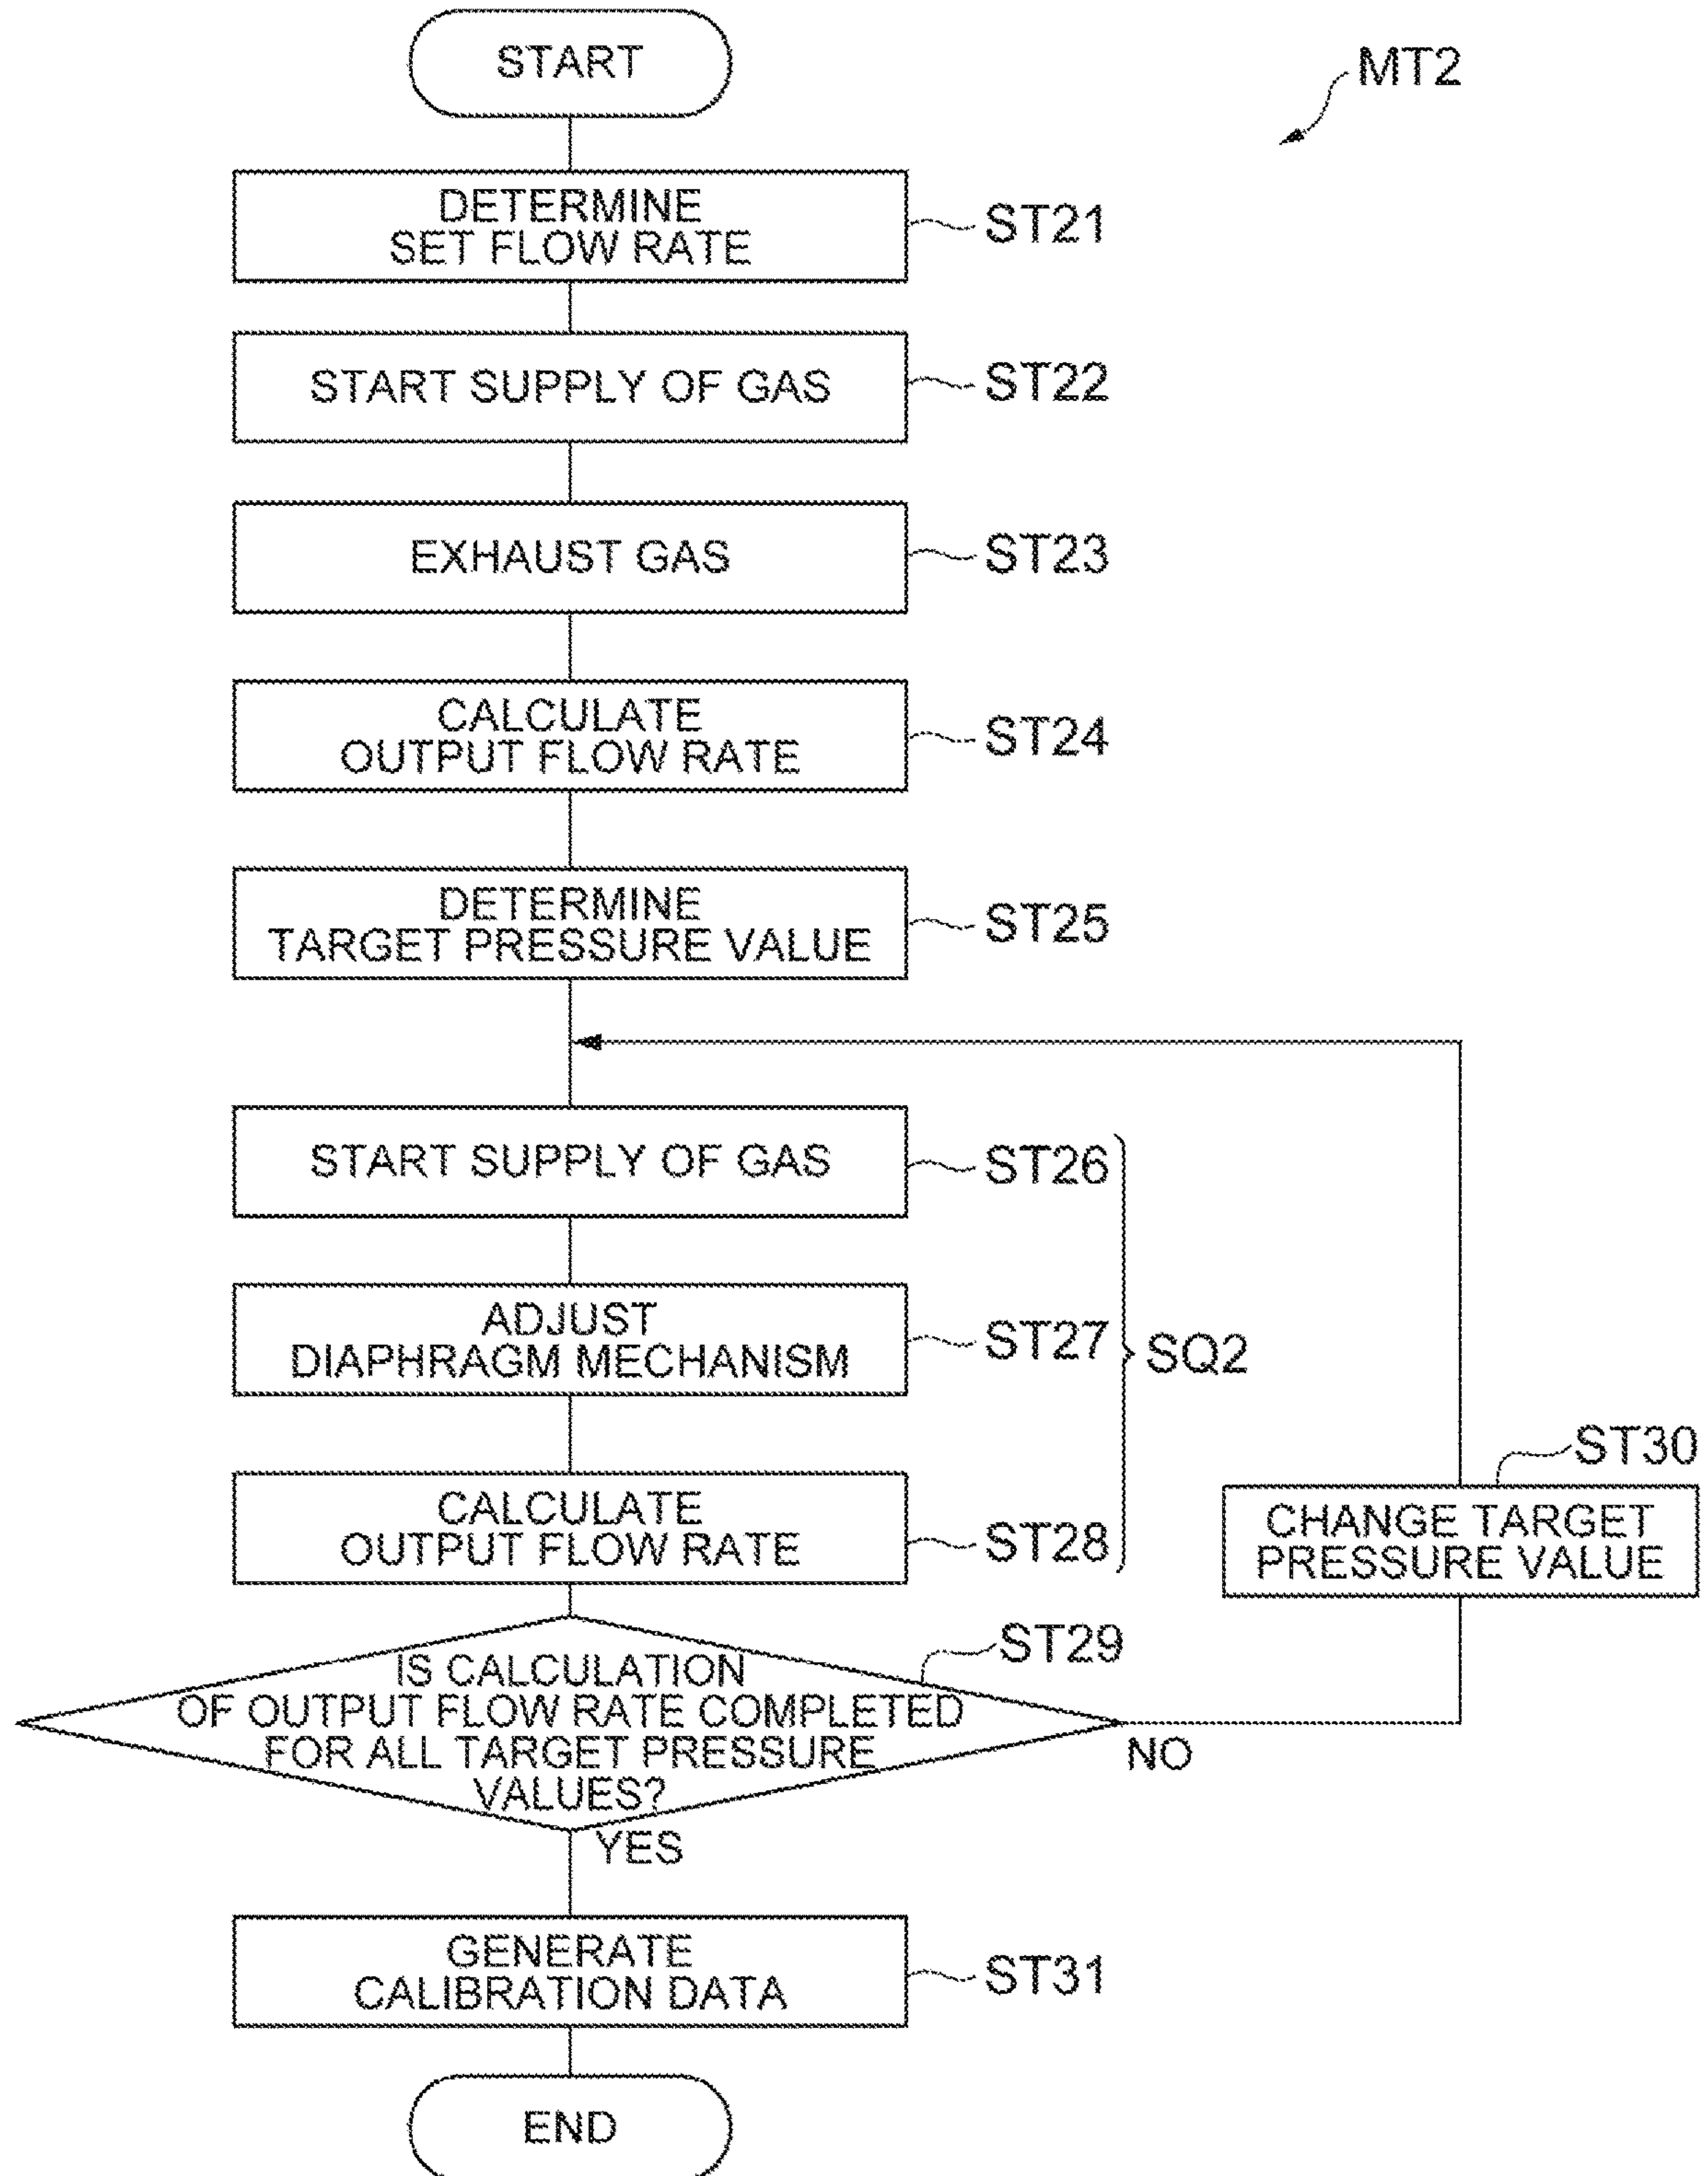 START
MT2
DETERMINE
SET FLOW RATE
ST21
START SUPPLY OF GAS
ST22
EXHAUST GAS
ST23
CALCULATE
OUTPUT FLOW RATE
ST24
DETERMINE
TARGET PRESSURE VALUE
ST25
START SUPPLY OF GAS
ST26
ADJUST
DIAPHRAGM MECHANISM
ST27
SQ2
CALCULATE
OUTPUT FLOW RATE
ST28
ST30
CHANGE TARGET
PRESSURE VALUE
ST29
IS CALCULATION
OF OUTPUT FLOW RATE COMPLETED
FOR ALL TARGET PRESSURE
VALUES?
NO
YES
GENERATE
CALIBRATION DATA
ST31
END